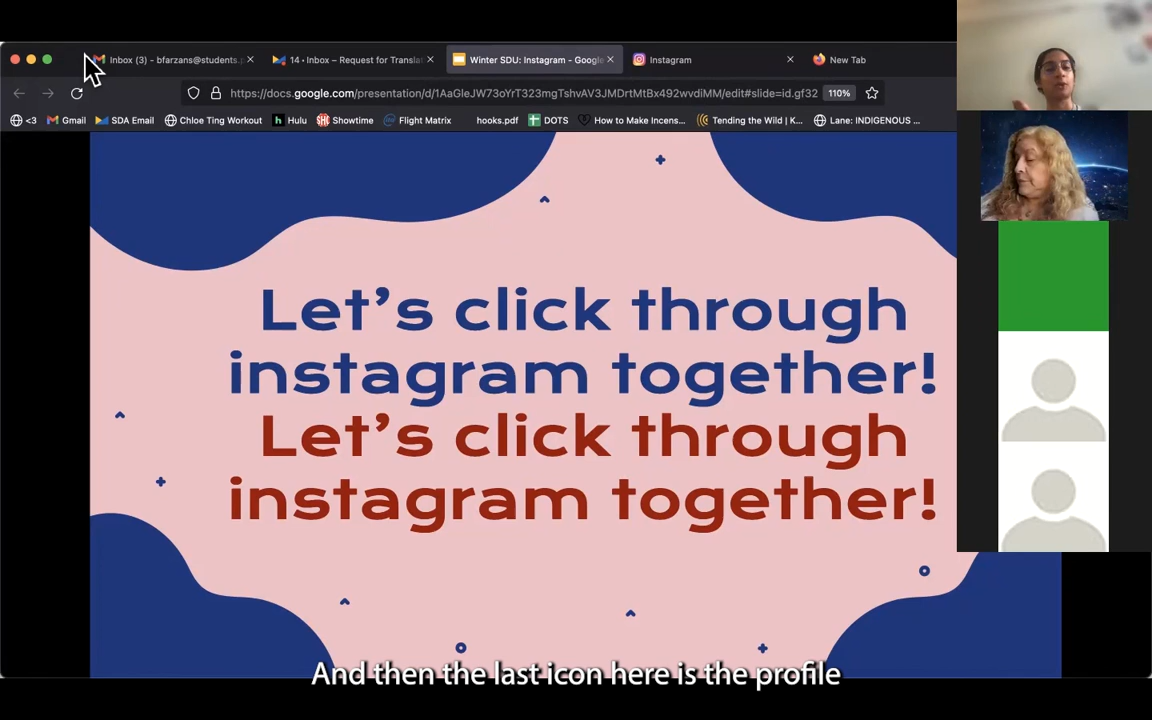 Inbox (3) - bfarzans@students.
14 · Inbox – Request for Transla
Winter SDU: Instagram - Google
Instagram
New Tab
https://docs.google.com/presentation/d/1AaGleJW73oYrT323mgTshvAV3JMDrtMtBx492wvdiMM/edit#slide=id.gf32
110%
<3
Gmail
SDA Email
Chloe Ting Workout
Hulu
SHO
Showtime
Flight Matrix
hooks.pdf
DOTS
How to Make Incens...
Tending the Wild | K...
Lane: INDIGENOUS ...
Let's click through
instagram together!
Let's click through
instagram together!
And then the last icon here is the profile